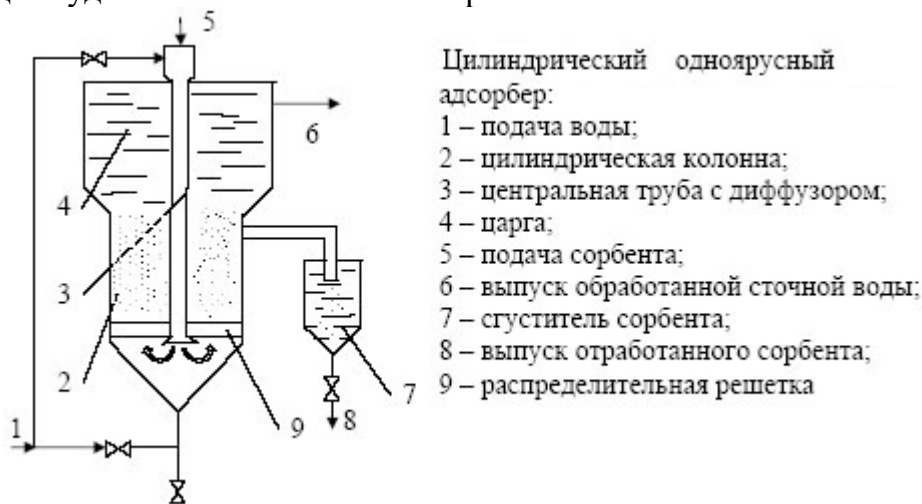 5
6
4
3
2
1
9
7
8
Цилиндрический одноярусный
адсорбер:
1 – подача воды;
2 – цилиндрическая колонна;
3 – центральная труба с диффузором;
4 – царга;
5 – подача сорбента;
6 – выпуск обработанной сточной воды;
7 – сгуститель сорбента;
8 – выпуск отработанного сорбента;
9 – распределительная решетка